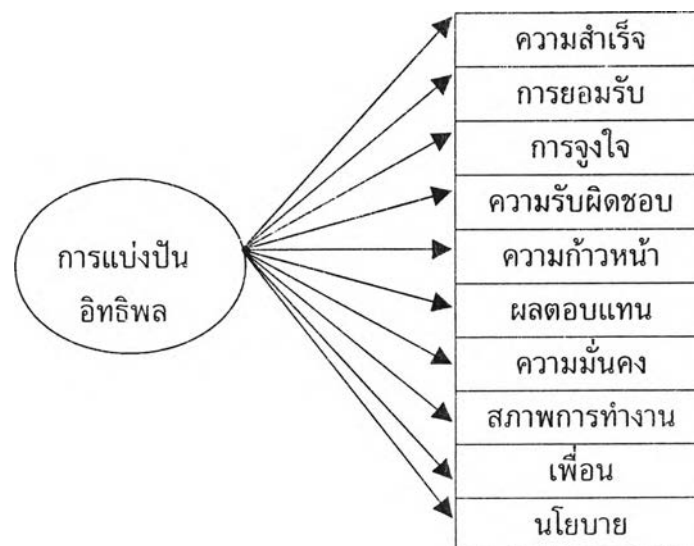 การแบ่งปัน
อิทธิพล
ความสำเร็จ
การยอมรับ
การจูงใจ
ความรับผิดชอบ
ความก้าวหน้า
ผลตอบแทน
ความมั่นคง
สภาพการทำงาน
เพื่อน
นโยบาย